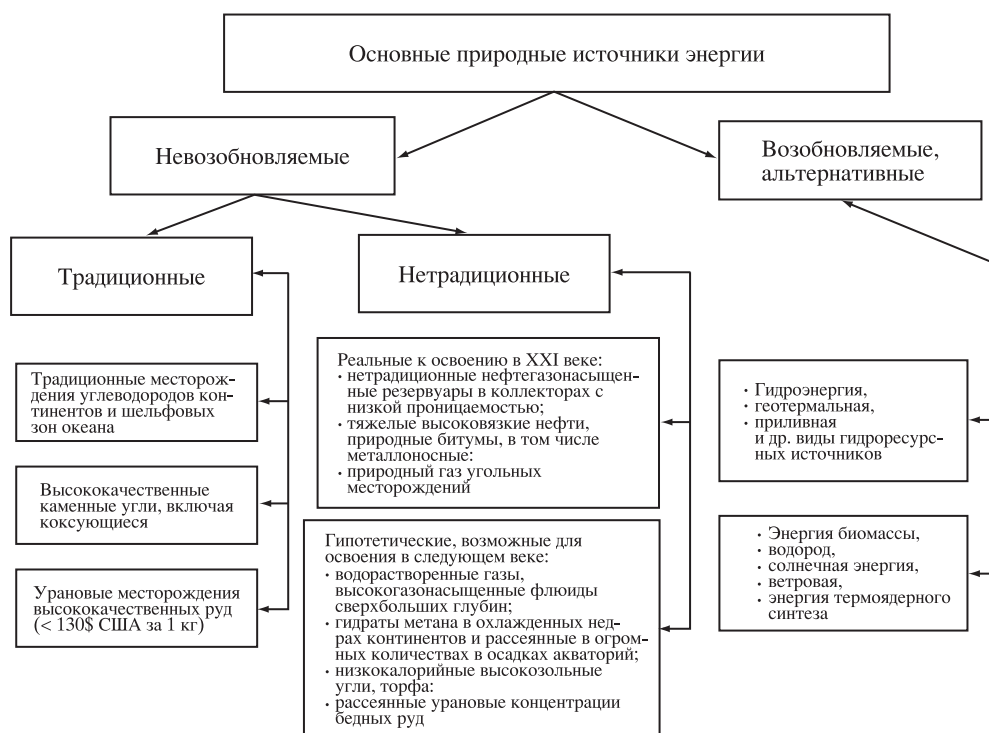 Основные природные источники энергии
Невозобновляемые
Возобновляемые,
альтернативные
Традиционные
Нетрадиционные
Традиционные месторож-
дения углеводородов кон-
тинентов и шельфовых
зон океана
Высококачественные
каменные угли, включая
коксующиеся
Урановые месторождения
высококачественных руд
(< 130$ США за 1 кг)
Реальные к освоению в XXI веке:
· нетрадиционные нефтегазонасыщен-
ные резервуары в коллекторах с
низкой проницаемостью;
· тяжелые высоковязкие нефти,
природные битумы, в том числе
металлоносные:
· природный газ угольных
месторождений
Гипотетические, возможные для
освоения в следующем веке:
· водорастворенные газы,
высокогазонасыщенные флюиды
сверхбольших глубин;
· гидраты метана в охлажденных нед-
рах континентов и рассеянные в огром-
ных количествах в осадках акваторий;
· низкокалорийные высокозольные
угли, торфа:
· рассеянные урановые концентрации
бедных руд
· Гидроэнергия,
· геотермальная,
· приливная
и др. виды гидроресурс-
ных источников
· Энергия биомассы,
· водород,
· солнечная энергия,
· ветровая,
· энергия термоядерного
синтеза